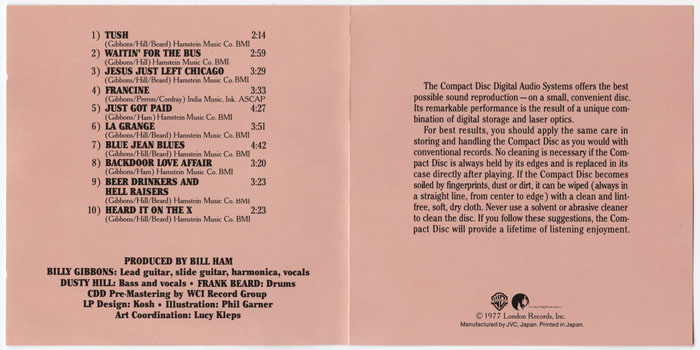 1) TUSH 2:14
(Gibbons/Hill/Beard) Hamstein Music Co. BMI
2) WAITIN' FOR THE BUS 2:59
(Gibbons/Hill) Hamstein Music Co. BMI
3) JESUS JUST LEFT CHICAGO 3:29
(Gibbons/Hill/Beard) Hamstein Music Co. BMI
4) FRANCINE 3:33
(Gibbons/Perron/Cordray) India Music, Ink. ASCAP
5) JUST GOT PAID 4:27
(Gibbons/Ham) Hamstein Music Co. BMI
6) LA GRANGE 3:51
(Gibbons/Hill/Beard) Hamstein Music Co. BMI
7) BLUE JEAN BLUES 4:42
(Gibbons/Hill/Beard) Hamstein Music Co. BMI
8) BACKDOOR LOVE AFFAIR 3:20
(Gibbons/Ham) Hamstein Music Co. BMI
9) BEER DRINKERS AND 3:23
HELL RAISERS
(Gibbons/Hill/Beard) Hamstein Music Co. BMI
10) HEARD IT ON THE X 2:23
(Gibbons/Hill/Beard) Hamstein Music Co. BMI
PRODUCED BY BILL HAM
BILLY GIBBONS: Lead guitar, slide guitar, harmonica, vocals
DUSTY HILL: Bass and vocals • FRANK BEARD: Drums
CDD Pre-Mastering by WCI Record Group
LP Design: Kosh • Illustration: Phil Garner
Art Coordination: Lucy Kleps
The Compact Disc Digital Audio Systems offers the best
possible sound reproduction — on a small, convenient disc.
Its remarkable performance is the result of a unique com-
bination of digital storage and laser optics.
For best results, you should apply the same care in
storing and handling the Compact Disc as you would with
conventional records. No cleaning is necessary if the Com-
pact Disc is always held by its edges and is replaced in its
case directly after playing. If the Compact Disc becomes
soiled by fingerprints, dust or dirt, it can be wiped (always in
a straight line, from center to edge) with a clean and lint-
free, soft, dry cloth. Never use a solvent or abrasive cleaner
to clean the disc. If you follow these suggestions, the Com-
pact Disc will provide a lifetime of listening enjoyment.
© 1977 London Records, Inc.
Manufactured by JVC, Japan. Printed in Japan.